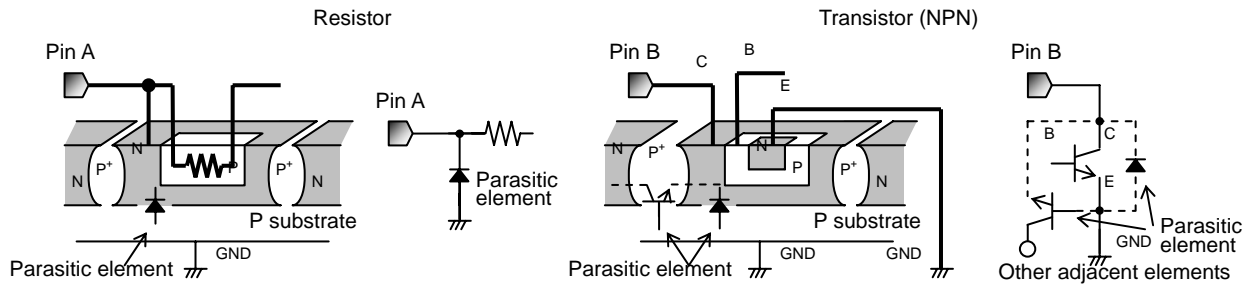 Resistor
Pin A
N
P+
N
P
P+
N
P substrate
Parasitic element
GND
Pin A
Parasitic
element
Transistor (NPN)
Pin B
C
B
E
N
P+
N
P
P+
N
P substrate
Parasitic element
GND
GND
Pin B
B
C
E
GND
Parasitic
element
Other adjacent elements